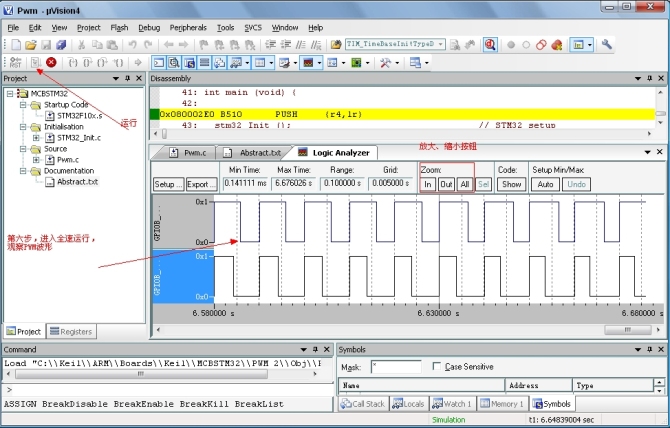 Pwm - µVision4
File Edit View Project Flash Debug Peripherals Tools SVCS Window Help
TIM_TimeBaseInitTypeD
Project
Disassembly
MCBSTM32
Startup Code
STM32F10x.s
Initialisation
STM32_Init.c
Source
Pwm.c
Documentation
Abstract.txt
运行
41: int main (void) {
42:
0x080002E0 B510 PUSH {r4,lr}
43: stm32_Init (); // STM32 setup
Pwm.c Abstract.txt Logic Analyzer
放大、缩小按钮
Min Time: Max Time: Range: Grid: Zoom: Code: Setup Min/Max:
Setup ... Export ... 0.141111 ms 6.676026 s 0.100000 s 0.005000 s In Out All Sel Show Auto Undo
0x1
GPIOB_...
0x0
第六步，进入全速运行，
观察PWM波形
0x1
GPIOB_...
0x0
6.580000 s 6.630000 s 6.680000 s
Project Registers
Command
Load "C:\\Keil\\ARM\\Boards\\Keil\\MCBSTM32\\PWM 2\\Obj\\
>
ASSIGN BreakDisable BreakEnable BreakKill BreakList
Symbols
Mask: * Case Sensitive
Name Address Type
Call Stack Locals Watch 1 Memory 1 Symbols
Simulation t1: 6.64839004 sec